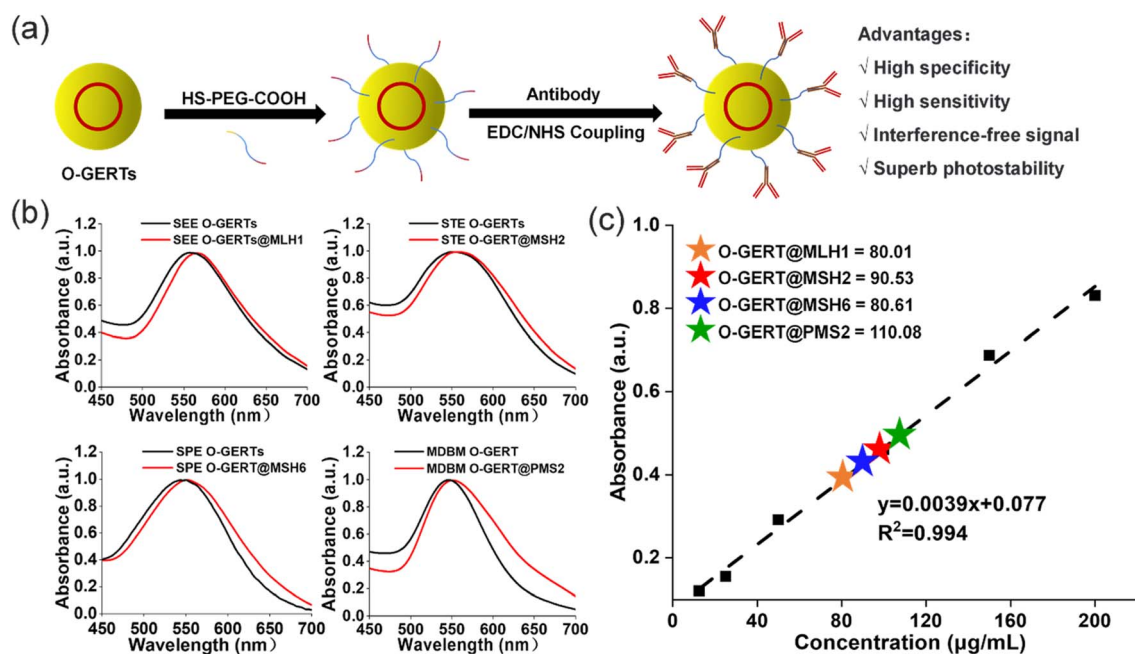 (a)
O-GERTs
HS-PEG-COOH
Antibody
EDC/NHS Coupling
Advantages：
√ High specificity
√ High sensitivity
√ Interference-free signal
√ Superb photostability
(b)
SEE O-GERTs
SEE O-GERTs@MLH1
Absorbance (a.u.)
1.2
1.0
0.8
0.6
0.4
0.2
0.0
450 500 550 600 650 700
Wavelength (nm）
STE O-GERTs
STE O-GERT@MSH2
Absorbance (a.u.)
1.2
1.0
0.8
0.6
0.4
0.2
0.0
450 500 550 600 650 700
Wavelength (nm）
SPE O-GERTs
SPE O-GERT@MSH6
Absorbance (a.u.)
1.2
1.0
0.8
0.6
0.4
0.2
0.0
450 500 550 600 650 700
Wavelength (nm）
MDBM O-GERT
MDBM O-GERT@PMS2
Absorbance (a.u.)
1.2
1.0
0.8
0.6
0.4
0.2
0.0
450 500 550 600 650 700
Wavelength (nm）
(c)
O-GERT@MLH1 = 80.01
O-GERT@MSH2 = 90.53
O-GERT@MSH6 = 80.61
O-GERT@PMS2 = 110.08
Absorbance (a.u.)
1.0
0.8
0.6
0.4
0.2
y=0.0039x+0.077
R²=0.994
0 40 80 120 160 200
Concentration (μg/mL)